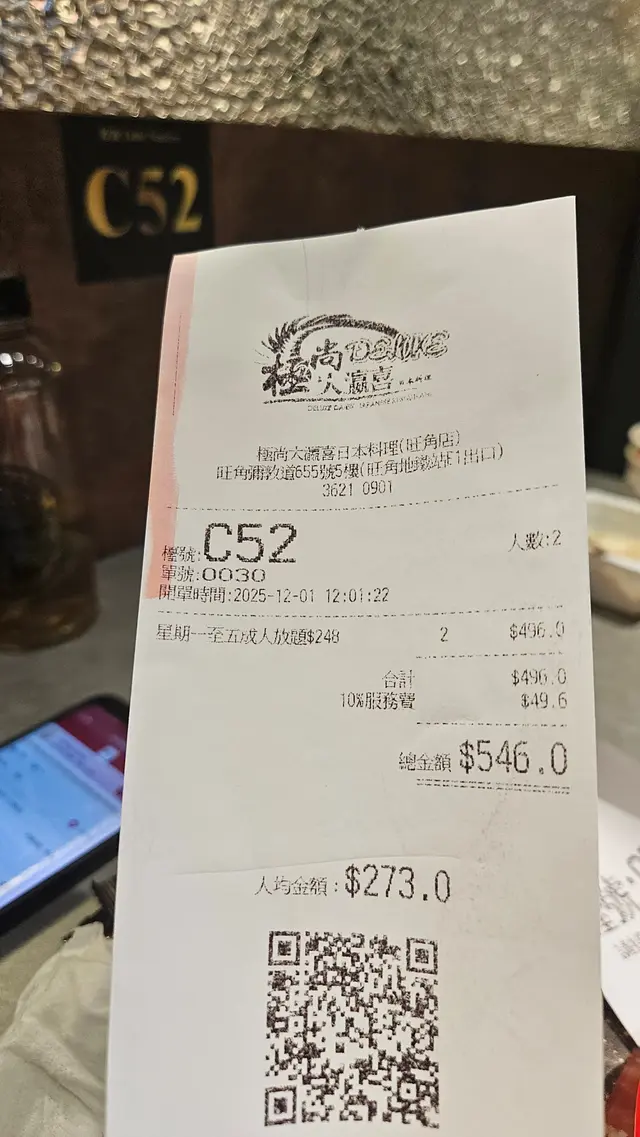 C52
極尚 DELUXE
大瀛喜 日本料理
極尚大瀛喜日本料理(旺角店)
旺角彌敦道655號5樓(旺角地鐵站E1出口)
3621 0901
檯號:C52 人數:2
單號:0030
開單時間:2025-12-01 12:01:22
星期一至五成人放題$248 2 $496.0
合計 $496.0
10%服務費 $49.6
總金額 $546.0
人均金額:$273.0